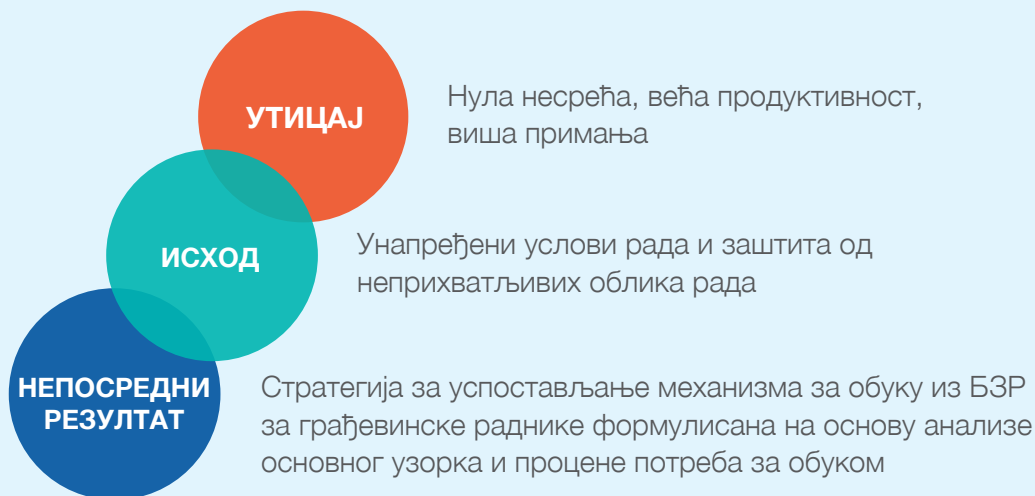 УТИЦАЈ
Нула несрећа, већа продуктивност,
виша примања
ИСХОД
Унапређени услови рада и заштита од
неприхватљивих облика рада
НЕПОСРЕДНИ
РЕЗУЛТАТ
Стратегија за успостављање механизма за обуку из БЗР
за грађевинске раднике формулисана на основу анализе
основног узорка и процене потреба за обуком